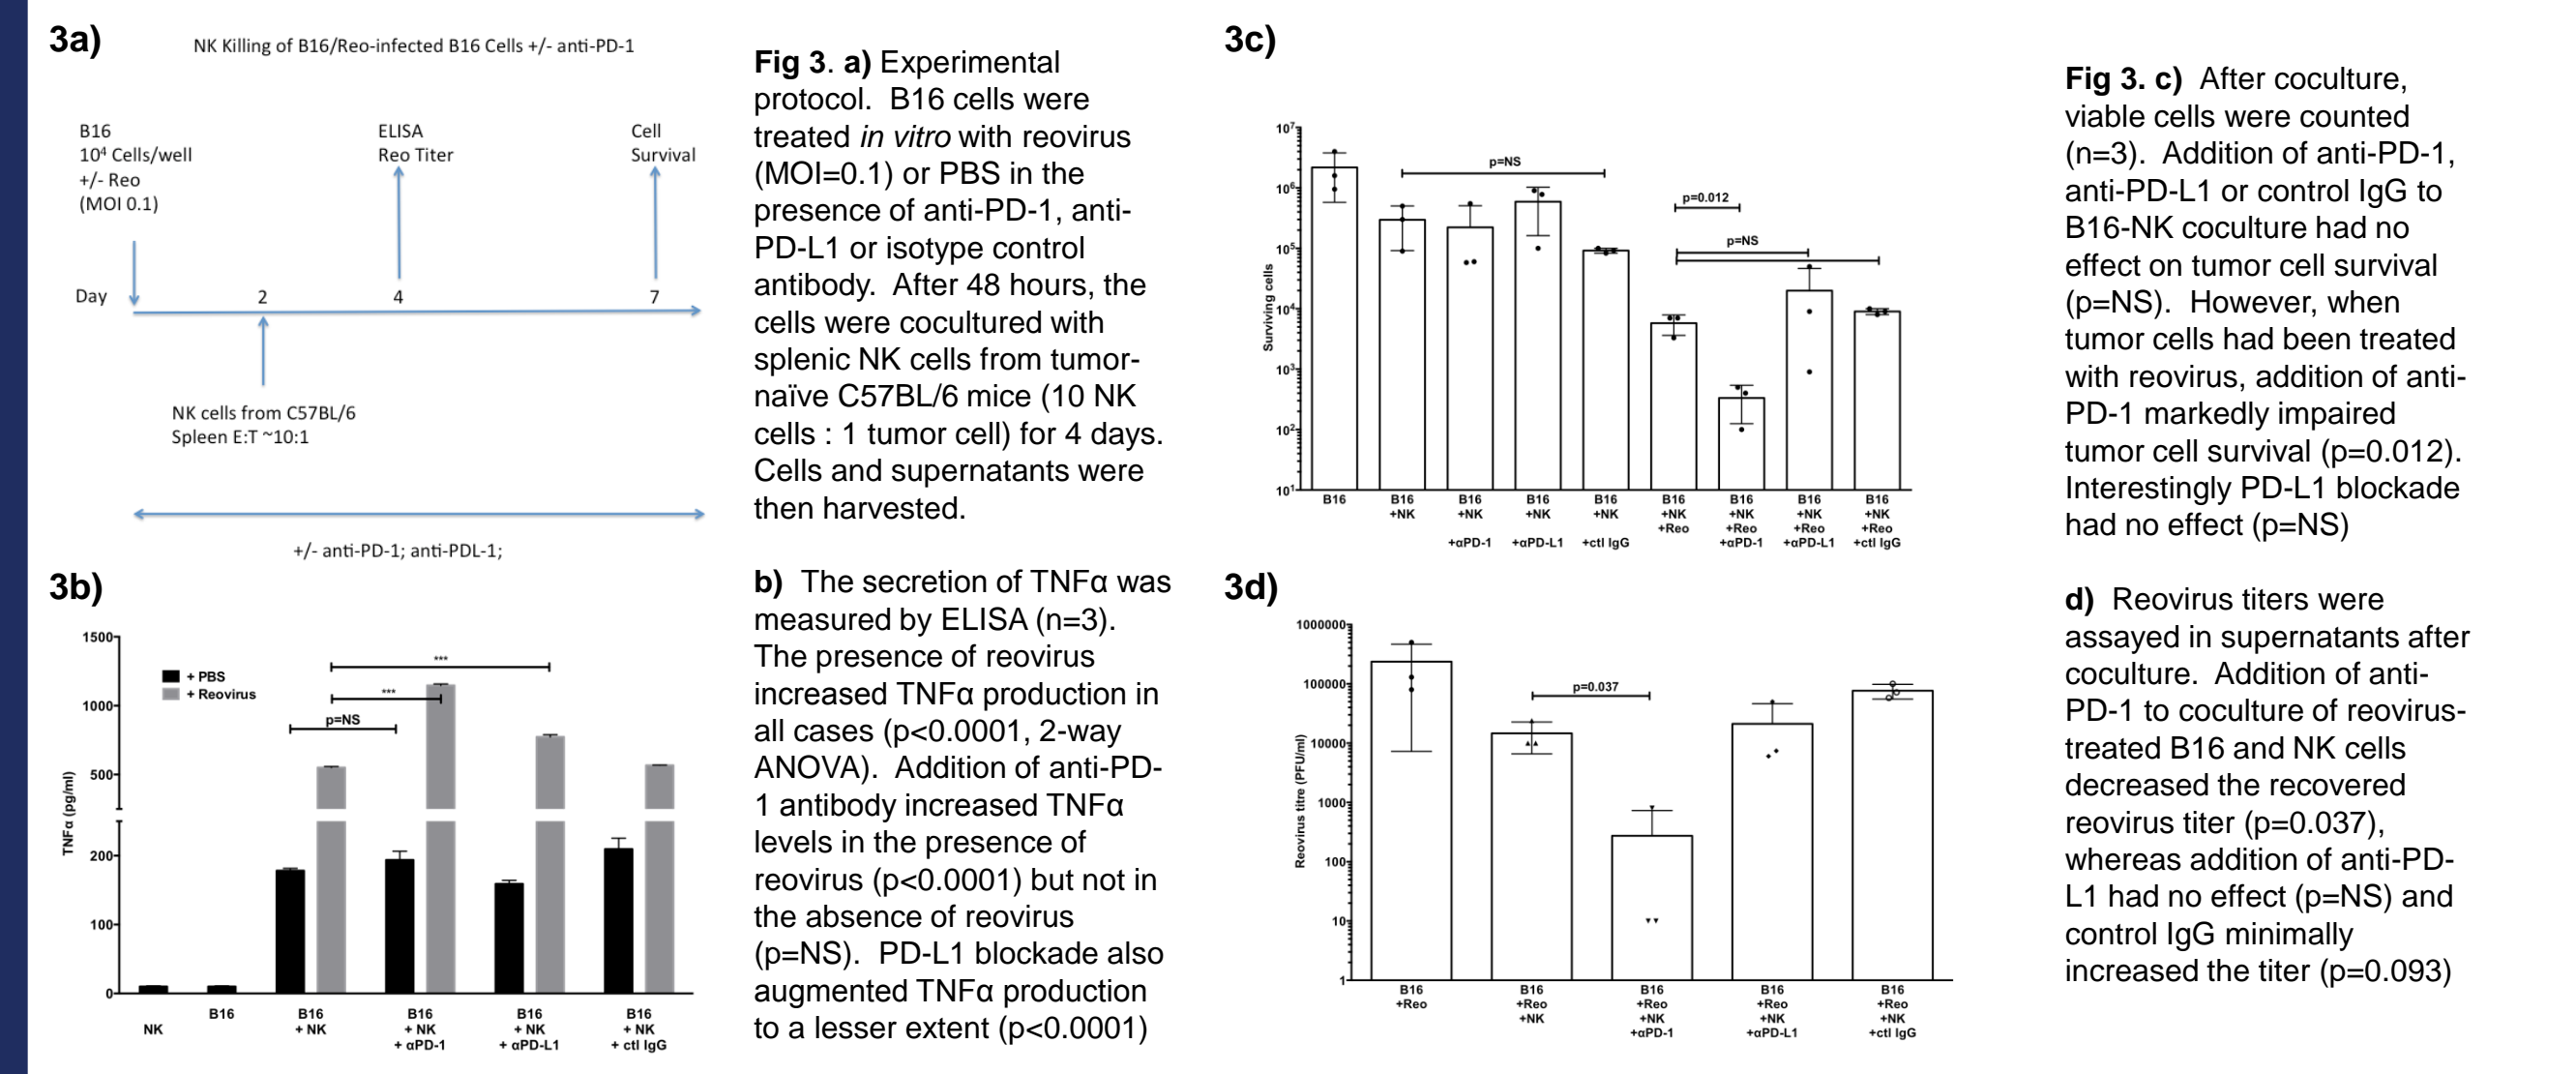 3a)
NK Killing of B16/Reo-infected B16 Cells +/- anti-PD-1
B16
10⁴ Cells/well
+/- Reo
(MOI 0.1)
ELISA
Reo Titer
Cell
Survival
Day
2
4
7
NK cells from C57BL/6
Spleen E:T ~10:1
+/- anti-PD-1; anti-PDL-1;
Fig 3. a) Experimental
protocol. B16 cells were
treated in vitro with reovirus
(MOI=0.1) or PBS in the
presence of anti-PD-1, anti-
PD-L1 or isotype control
antibody. After 48 hours, the
cells were cocultured with
splenic NK cells from tumor-
naïve C57BL/6 mice (10 NK
cells : 1 tumor cell) for 4 days.
Cells and supernatants were
then harvested.
3b)
1500
1000
500
200
100
0
TNFα (pg/ml)
+ PBS
+ Reovirus
***
***
p=NS
NK
B16
B16
+ NK
B16
+ NK
+ αPD-1
B16
+ NK
+ αPD-L1
B16
+ NK
+ ctl IgG
b) The secretion of TNFα was
measured by ELISA (n=3).
The presence of reovirus
increased TNFα production in
all cases (p<0.0001, 2-way
ANOVA). Addition of anti-PD-
1 antibody increased TNFα
levels in the presence of
reovirus (p<0.0001) but not in
the absence of reovirus
(p=NS). PD-L1 blockade also
augmented TNFα production
to a lesser extent (p<0.0001)
3c)
10⁷
10⁶
10⁵
10⁴
10³
10²
10¹
Surviving cells
p=NS
p=0.012
p=NS
B16
B16
+NK
B16
+NK
+αPD-1
B16
+NK
+αPD-L1
B16
+NK
+ctl IgG
B16
+NK
+Reo
B16
+NK
+Reo
+αPD-1
B16
+NK
+Reo
+αPD-L1
B16
+NK
+Reo
+ctl IgG
Fig 3. c) After coculture,
viable cells were counted
(n=3). Addition of anti-PD-1,
anti-PD-L1 or control IgG to
B16-NK coculture had no
effect on tumor cell survival
(p=NS). However, when
tumor cells had been treated
with reovirus, addition of anti-
PD-1 markedly impaired
tumor cell survival (p=0.012).
Interestingly PD-L1 blockade
had no effect (p=NS)
3d)
1000000
100000
10000
1000
100
10
1
Reovirus titre (PFU/ml)
p=0.037
B16
+Reo
B16
+Reo
+NK
B16
+Reo
+NK
+αPD-1
B16
+Reo
+NK
+αPD-L1
B16
+Reo
+NK
+ctl IgG
d) Reovirus titers were
assayed in supernatants after
coculture. Addition of anti-
PD-1 to coculture of reovirus-
treated B16 and NK cells
decreased the recovered
reovirus titer (p=0.037),
whereas addition of anti-PD-
L1 had no effect (p=NS) and
control IgG minimally
increased the titer (p=0.093)